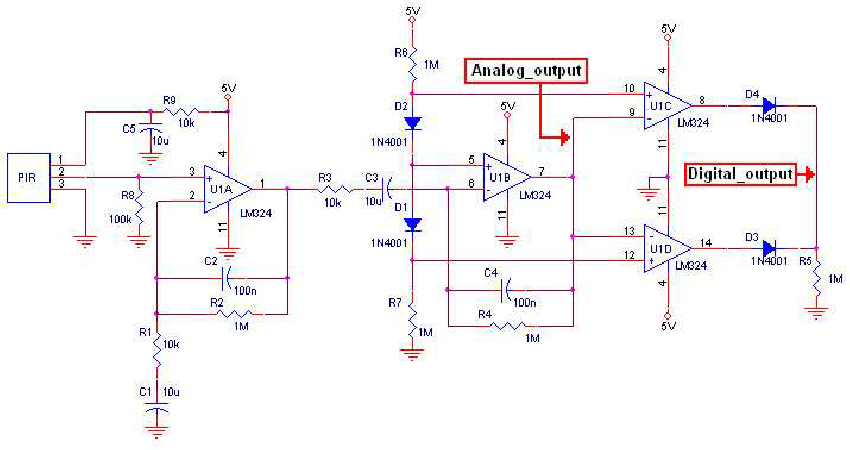 5V
5V
R6
1M
Analog_output
5V
R9
10k
C5
10u
4
D2
1N4001
5V
4
10
9
+
-
U1C
8
LM324
11
D4
1N4001
PIR
1
2
3
R8
100k
3
2
+
-
U1A
1
LM324
11
R3
10k
C3
10u
5
6
+
-
U1B
4
7
LM324
11
Digital_output
D1
1N4001
11
13
12
-
+
U1D
14
LM324
4
5V
D3
1N4001
R5
1M
C2
100n
R2
1M
C4
100n
R4
1M
R7
1M
R1
10k
C1
10u